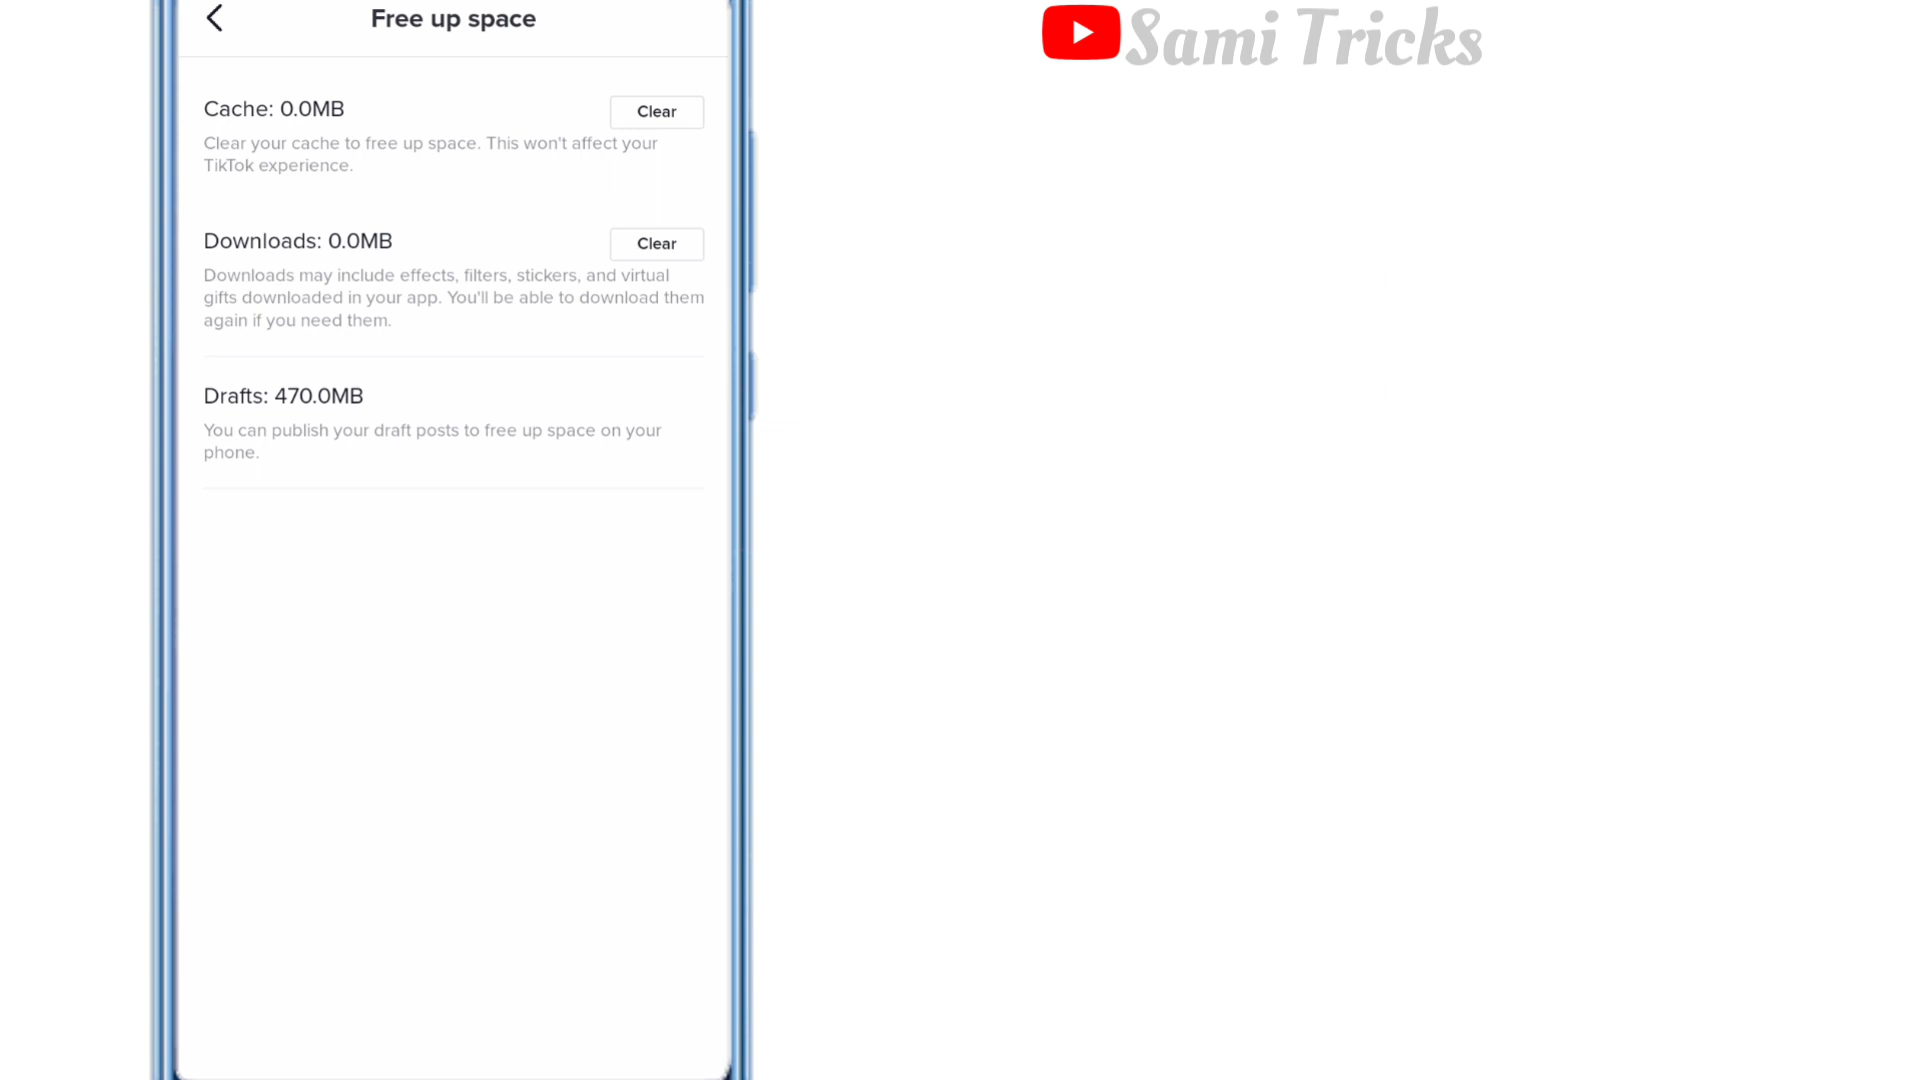 Free up space
Sami Tricks
Cache: 0.0MB
Clear
Clear your cache to free up space. This won't affect your
TikTok experience.
Downloads: 0.0MB
Clear
Downloads may include effects, filters, stickers, and virtual
gifts downloaded in your app. You'll be able to download them
again if you need them.
Drafts: 470.0MB
You can publish your draft posts to free up space on your
phone.